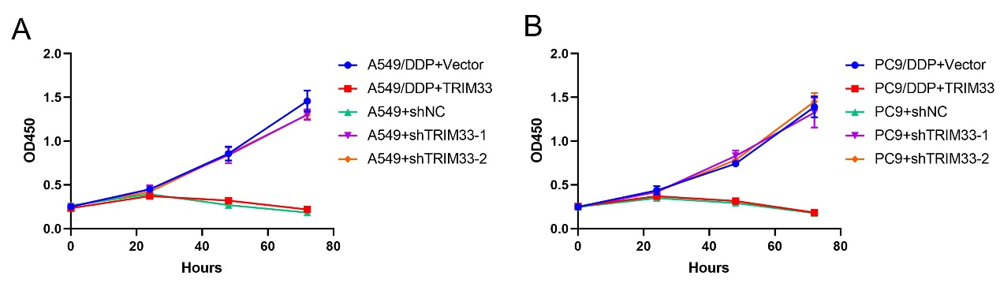 A
2.0
1.5
1.0
0.5
0.0
OD450
0 20 40 60 80
Hours
A549/DDP+Vector
A549/DDP+TRIM33
A549+shNC
A549+shTRIM33-1
A549+shTRIM33-2
B
2.0
1.5
1.0
0.5
0.0
OD450
0 20 40 60 80
Hours
PC9/DDP+Vector
PC9/DDP+TRIM33
PC9+shNC
PC9+shTRIM33-1
PC9+shTRIM33-2